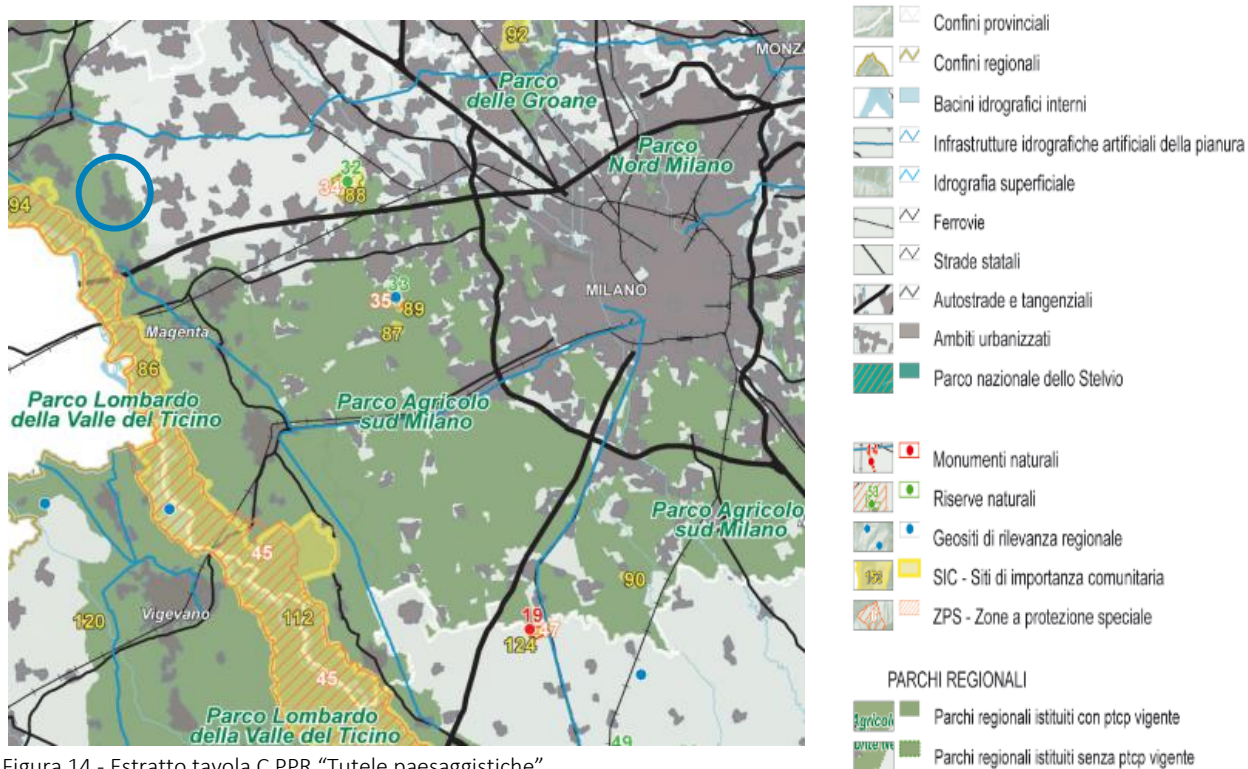 92
MONZ
Parco
delle Groane
Parco
Nord Milano
32
34
88
94
33
35
89
87
MILANO
Magenta
86
Parco Lombardo
della Valle del Ticino
Parco Agricolo
sud Milano
Parco Agricolo
sud Milano
45
90
Vigevano
120
112
19
47
124
45
Parco Lombardo
della Valle del Ticino
49
Confini provinciali
Confini regionali
Bacini idrografici interni
Infrastrutture idrografiche artificiali della pianura
Idrografia superficiale
Ferrovie
Strade statali
Autostrade e tangenziali
Ambiti urbanizzati
Parco nazionale dello Stelvio
Monumenti naturali
Riserve naturali
Geositi di rilevanza regionale
SIC - Siti di importanza comunitaria
ZPS - Zone a protezione speciale
PARCHI REGIONALI
Agricol
Parchi regionali istituiti con ptcp vigente
Parchi regionali istituiti senza ptcp vigente
Figura 14 - Estratto tavola C PPR “Tutele paesaggistiche”